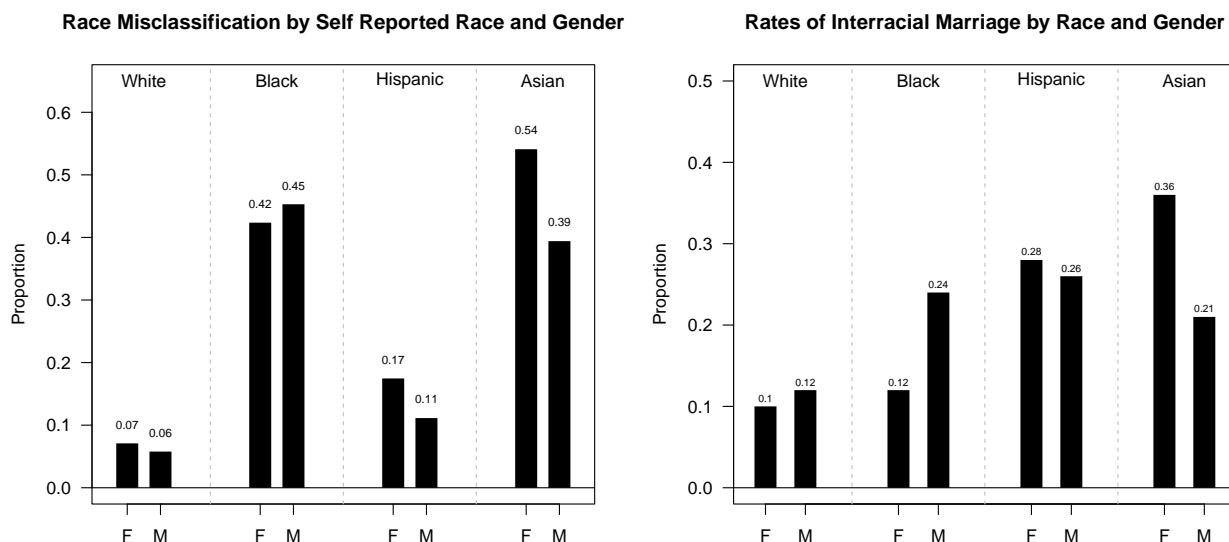 Race Misclassification by Self Reported Race and Gender
Proportion
0.6
0.5
0.4
0.3
0.2
0.1
0.0
White
Black
Hispanic
Asian
0.07
0.06
0.42
0.45
0.17
0.11
0.54
0.39
F M F M F M F M
Rates of Interracial Marriage by Race and Gender
Proportion
0.5
0.4
0.3
0.2
0.1
0.0
White
Black
Hispanic
Asian
0.1
0.12
0.12
0.24
0.28
0.26
0.36
0.21
F M F M F M F M